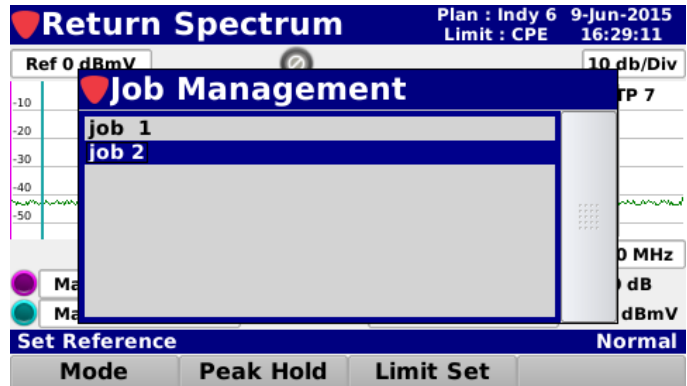 Return Spectrum
Plan : Indy 6 9-Jun-2015
Limit : CPE 16:29:11
Ref 0 dBmV
10 db/Div
Job Management
TP 7
-10
job 1
-20
job 2
-30
-40
-50
0 MHz
Ma
dB
Ma
dBmV
Set Reference
Normal
Mode Peak Hold Limit Set